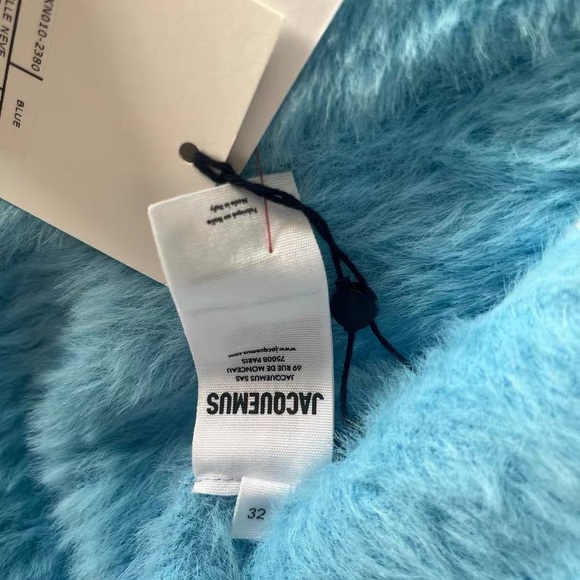 KN010-2380
LLE NEVE
BLUE
JACQUEMUS
JACQUEMUS SAS
69 RUE DE MONCEAU
75008 PARIS
www.jacquemus.com
Fabriqué en Italie
Made in Italy
32